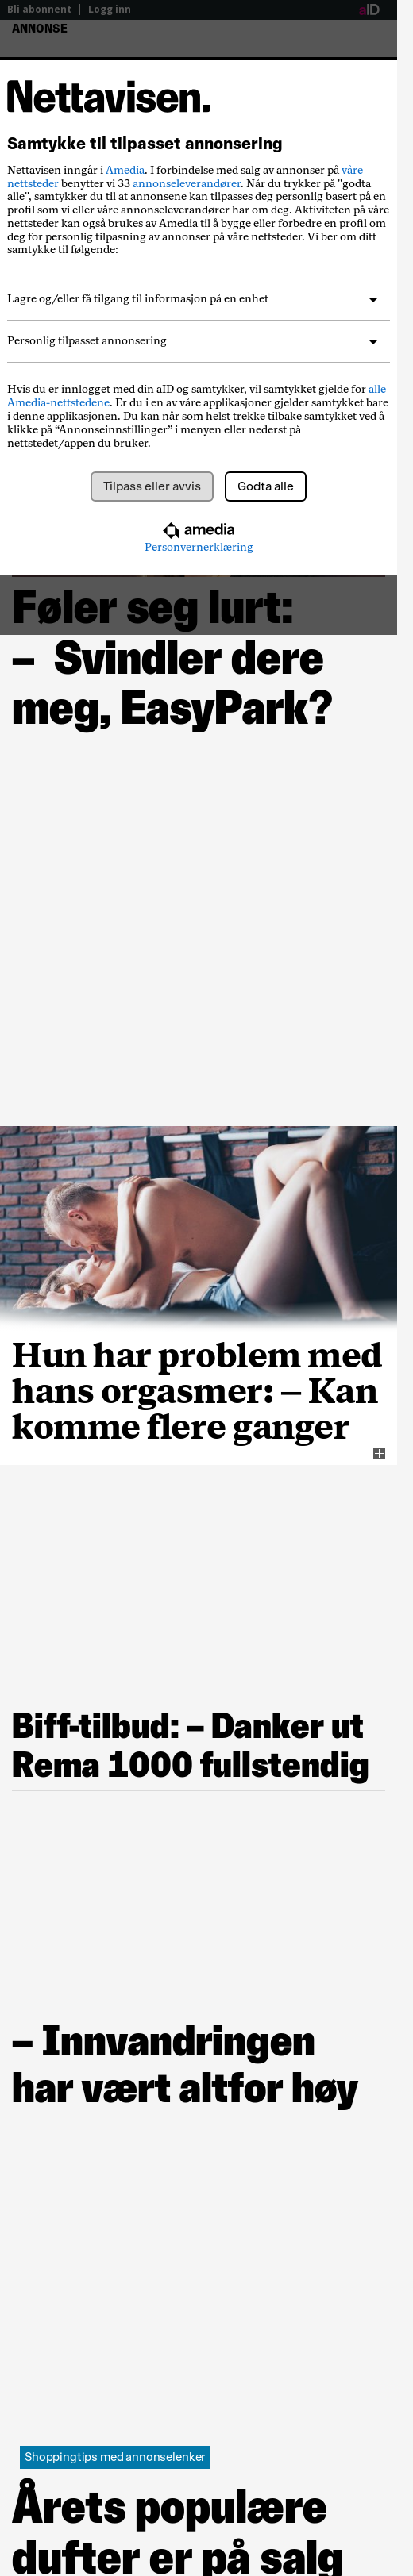 Bli abonnent | Logg inn aID
ANNONSE
Nettavisen.
Samtykke til tilpasset annonsering
Nettavisen inngår i Amedia. I forbindelse med salg av annonser på våre
nettsteder benytter vi 33 annonseleverandører. Når du trykker på "godta
alle", samtykker du til at annonsene kan tilpasses deg personlig basert på en
profil som vi eller våre annonseleverandører har om deg. Aktiviteten på våre
nettsteder kan også brukes av Amedia til å bygge eller forbedre en profil om
deg for personlig tilpasning av annonser på våre nettsteder. Vi ber om ditt
samtykke til følgende:
Lagre og/eller få tilgang til informasjon på en enhet
Personlig tilpasset annonsering
Hvis du er innlogget med din aID og samtykker, vil samtykket gjelde for alle
Amedia-nettstedene. Er du i en av våre applikasjoner gjelder samtykket bare
i denne applikasjonen. Du kan når som helst trekke tilbake samtykket ved å
klikke på “Annonseinnstillinger” i menyen eller nederst på
nettstedet/appen du bruker.
Tilpass eller avvis Godta alle
amedia
Personvernerklæring
Føler seg lurt:
– Svindler dere
meg, EasyPark?
Hun har problem med
hans orgasmer: – Kan
komme flere ganger
Biff-tilbud: – Danker ut
Rema 1000 fullstendig
– Innvandringen
har vært altfor høy
Shoppingtips med annonselenker
Årets populære
dufter er på salg